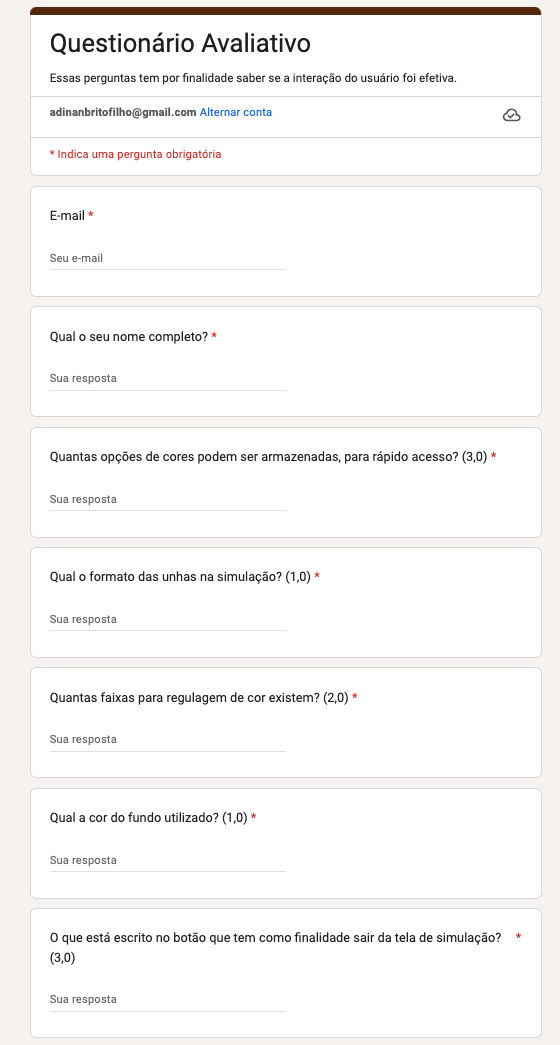 Questionário Avaliativo
Essas perguntas tem por finalidade saber se a interação do usuário foi efetiva.
adinanbritofilho@gmail.com Alternar conta
* Indica uma pergunta obrigatória
E-mail *
Seu e-mail
Qual o seu nome completo? *
Sua resposta
Quantas opções de cores podem ser armazenadas, para rápido acesso? (3,0) *
Sua resposta
Qual o formato das unhas na simulação? (1,0) *
Sua resposta
Quantas faixas para regulagem de cor existem? (2,0) *
Sua resposta
Qual a cor do fundo utilizado? (1,0) *
Sua resposta
O que está escrito no botão que tem como finalidade sair da tela de simulação? *
(3,0)
Sua resposta